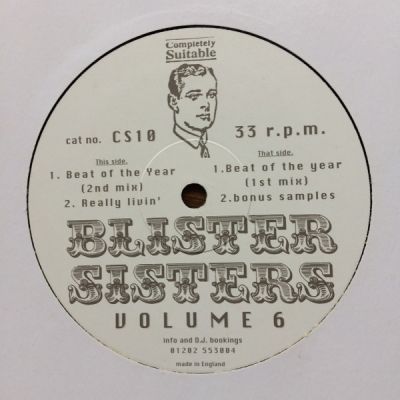 Completely
Suitable
cat no. CS10
33 r.p.m.
This side.
1. Beat of the Year
(2nd mix)
2. Really livin'
That side.
1.Beat of the year
(1st mix)
2.bonus samples
BLISTER
SISTERS
VOLUME 6
info and D.J. bookings
01202 553004
made in England